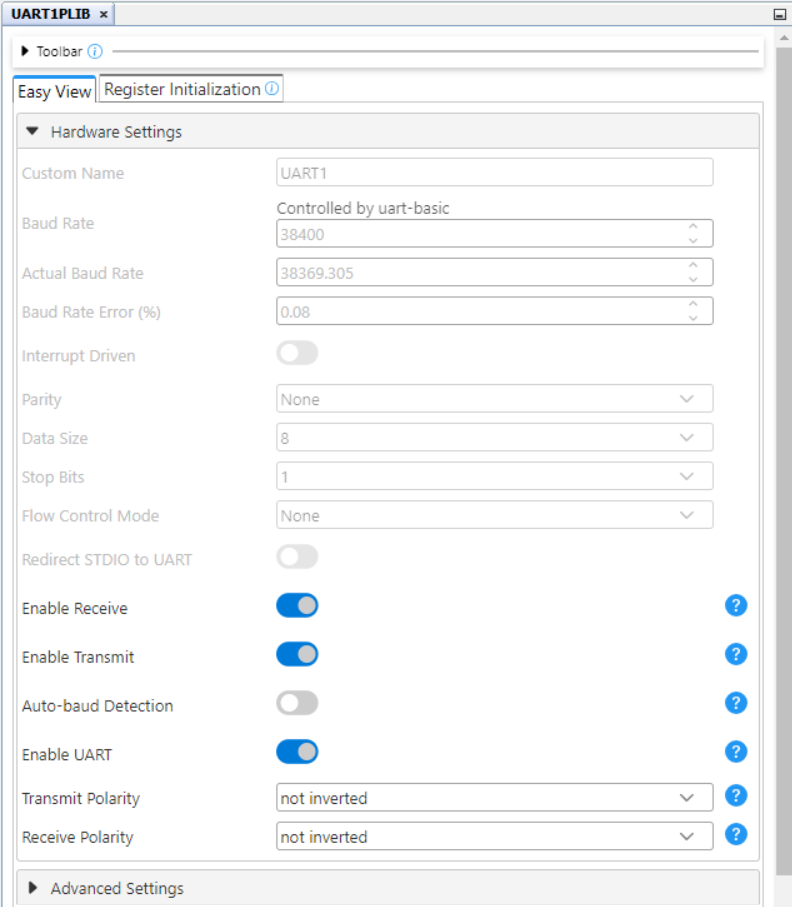 UART1PLIB ×
Toolbar
Easy View Register Initialization
Hardware Settings
Custom Name UART1
Controlled by uart-basic
Baud Rate 38400
Actual Baud Rate 38369.305
Baud Rate Error (%) 0.08
Interrupt Driven
Parity None
Data Size 8
Stop Bits 1
Flow Control Mode None
Redirect STDIO to UART
Enable Receive ?
Enable Transmit ?
Auto-baud Detection ?
Enable UART ?
Transmit Polarity not inverted ?
Receive Polarity not inverted ?
Advanced Settings